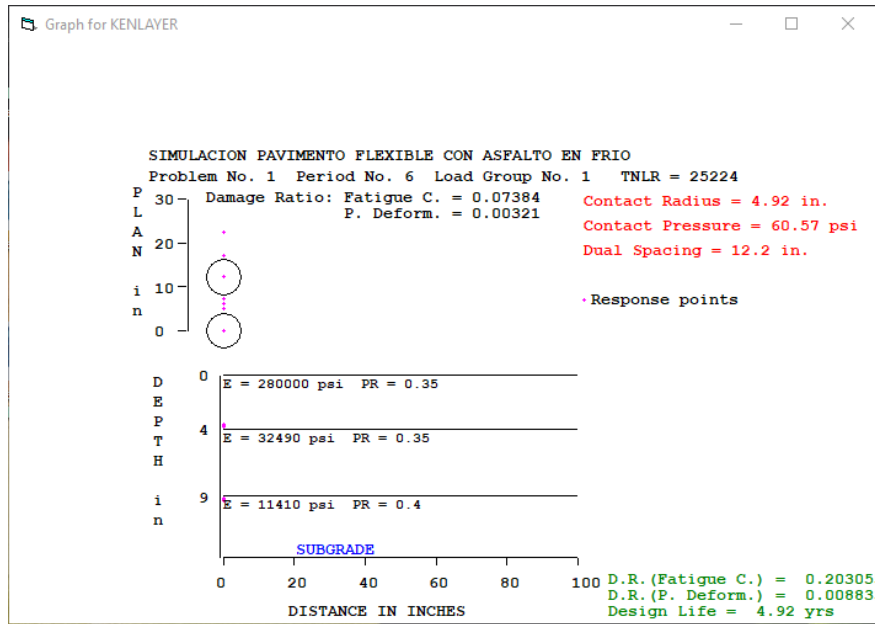 Graph for KENLAYER
SIMULACION PAVIMENTO FLEXIBLE CON ASFALTO EN FRIO
Problem No. 1 Period No. 6 Load Group No. 1 TNLR = 25224
Damage Ratio: Fatigue C. = 0.07384
P. Deform. = 0.00321
Contact Radius = 4.92 in.
Contact Pressure = 60.57 psi
Dual Spacing = 12.2 in.
Response points
PLAN in
30
20
10
0
DEPTH in
0
E = 280000 psi PR = 0.35
4
E = 32490 psi PR = 0.35
9
E = 11410 psi PR = 0.4
SUBGRADE
0 20 40 60 80 100
DISTANCE IN INCHES
D.R.(Fatigue C.) = 0.20305
D.R.(P. Deform.) = 0.00883
Design Life = 4.92 yrs